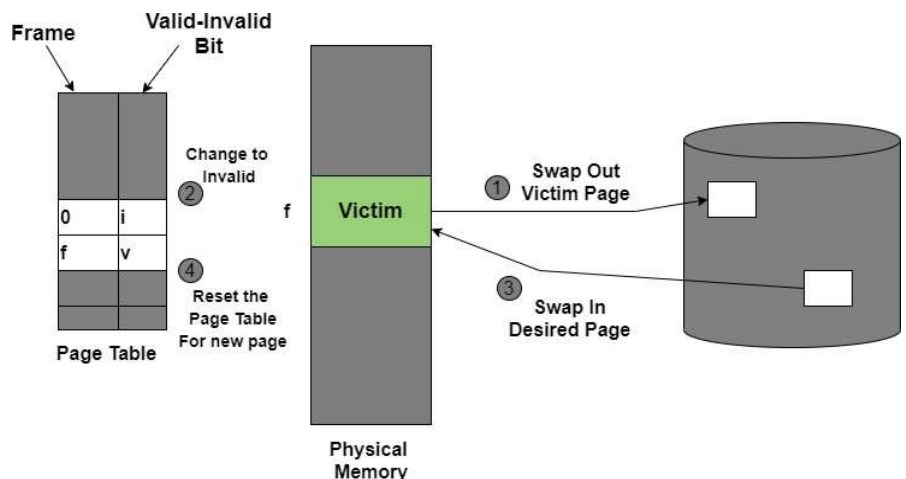 Frame
Valid-Invalid
Bit
Change to
Invalid
2
0 i
f v
4
Reset the
Page Table
For new page
Page Table
f
Victim
Physical
Memory
1
Swap Out
Victim Page
3
Swap In
Desired Page